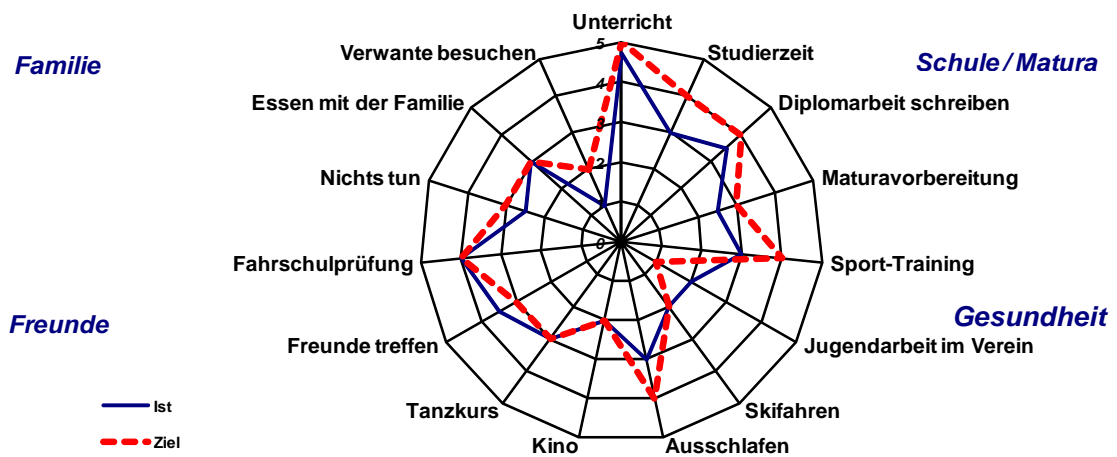 Unterricht
Familie
Verwante besuchen
5
Studierzeit
Schule / Matura
4
Essen mit der Familie
Diplomarbeit schreiben
3
Nichts tun
2
Maturavorbereitung
0
Fahrschulprüfung
Sport-Training
Freunde
Gesundheit
Freunde treffen
Jugendarbeit im Verein
Tanzkurs
Skifahren
Ist
Kino
Ausschlafen
Ziel